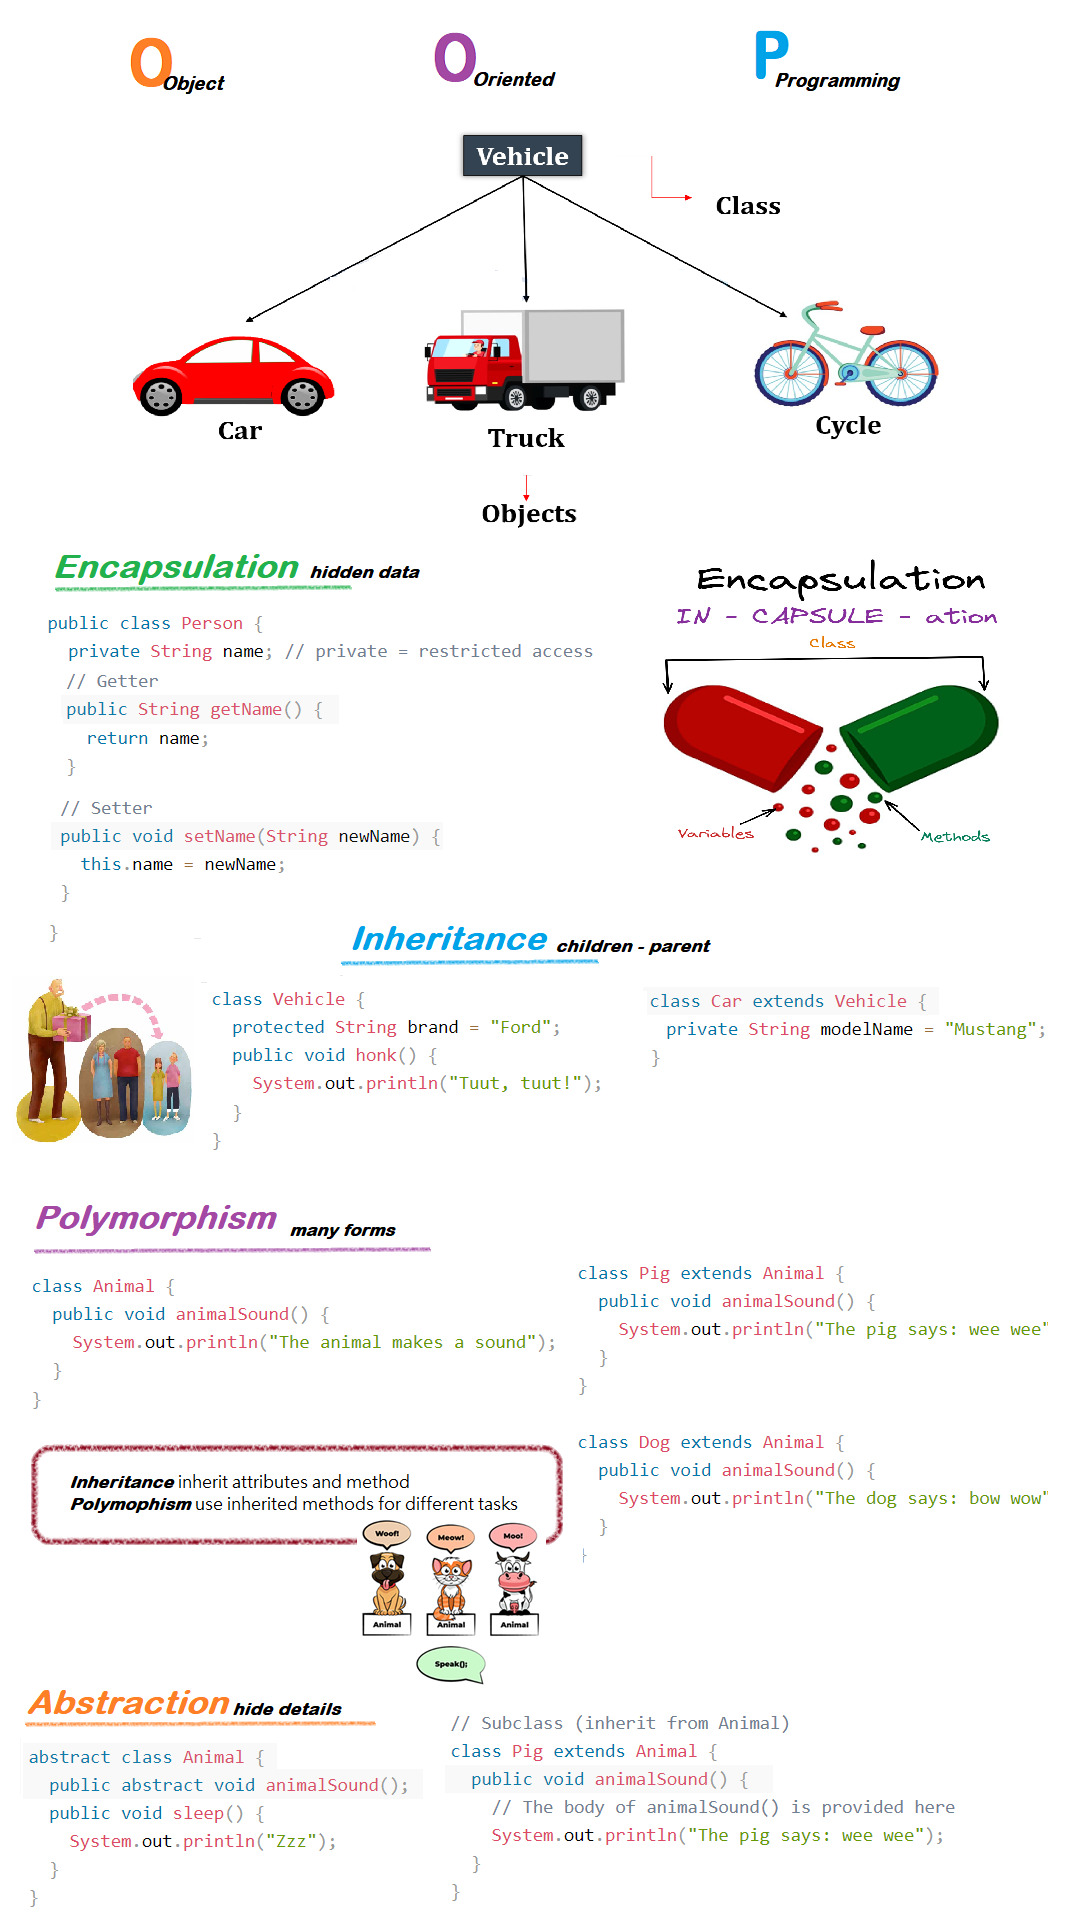 O Object
O Oriented
P Programming
Vehicle
Class
Car
Truck
Cycle
Objects
Encapsulation hidden data
public class Person {
private String name; // private = restricted access
// Getter
public String getName() {
return name;
}
// Setter
public void setName(String newName) {
this.name = newName;
}
}
Encapsulation
IN - CAPSULE - ation
Class
Variables
Methods
Inheritance children - parent
class Vehicle {
protected String brand = "Ford";
public void honk() {
System.out.println("Tuut, tuut!");
}
}
class Car extends Vehicle {
private String modelName = "Mustang";
}
Polymorphism many forms
class Animal {
public void animalSound() {
System.out.println("The animal makes a sound");
}
}
class Pig extends Animal {
public void animalSound() {
System.out.println("The pig says: wee wee"
}
}
class Dog extends Animal {
public void animalSound() {
System.out.println("The dog says: bow wow"
}
}
Inheritance inherit attributes and method
Polymophism use inherited methods for different tasks
Woof!
Meow!
Moo!
Animal
Animal
Animal
Speak();
Abstraction hide details
abstract class Animal {
public abstract void animalSound();
public void sleep() {
System.out.println("Zzz");
}
}
// Subclass (inherit from Animal)
class Pig extends Animal {
public void animalSound() {
// The body of animalSound() is provided here
System.out.println("The pig says: wee wee");
}
}